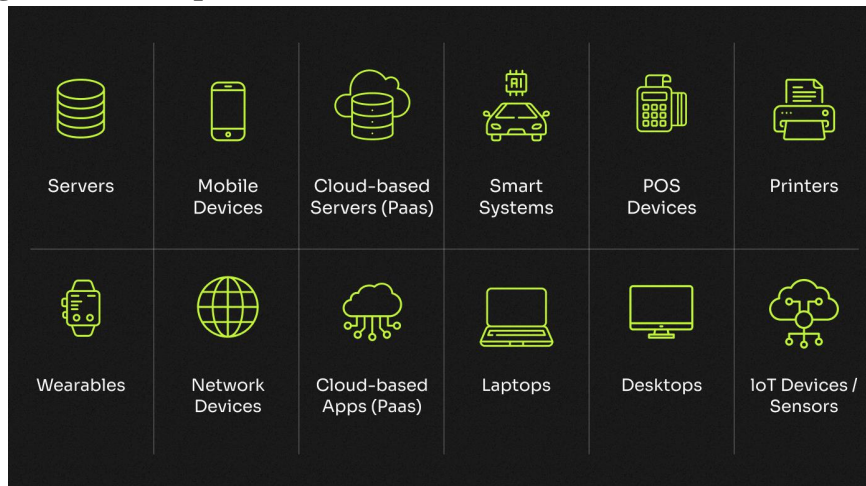 AI
Servers
Mobile
Devices
Cloud-based
Servers (Paas)
Smart
Systems
POS
Devices
Printers
Wearables
Network
Devices
Cloud-based
Apps (Paas)
Laptops
Desktops
IoT Devices /
Sensors